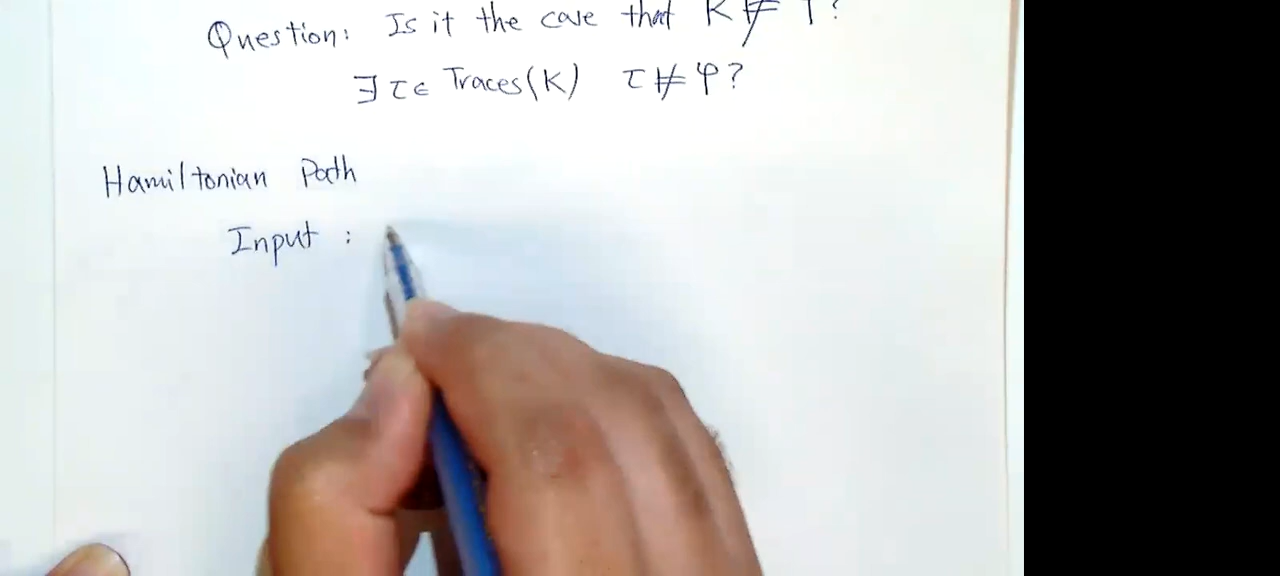 Question: Is it the case that K ⊭ φ?
∃ τ ∈ Traces(K) τ ⊭ φ?
Hamiltonian Path
Input :